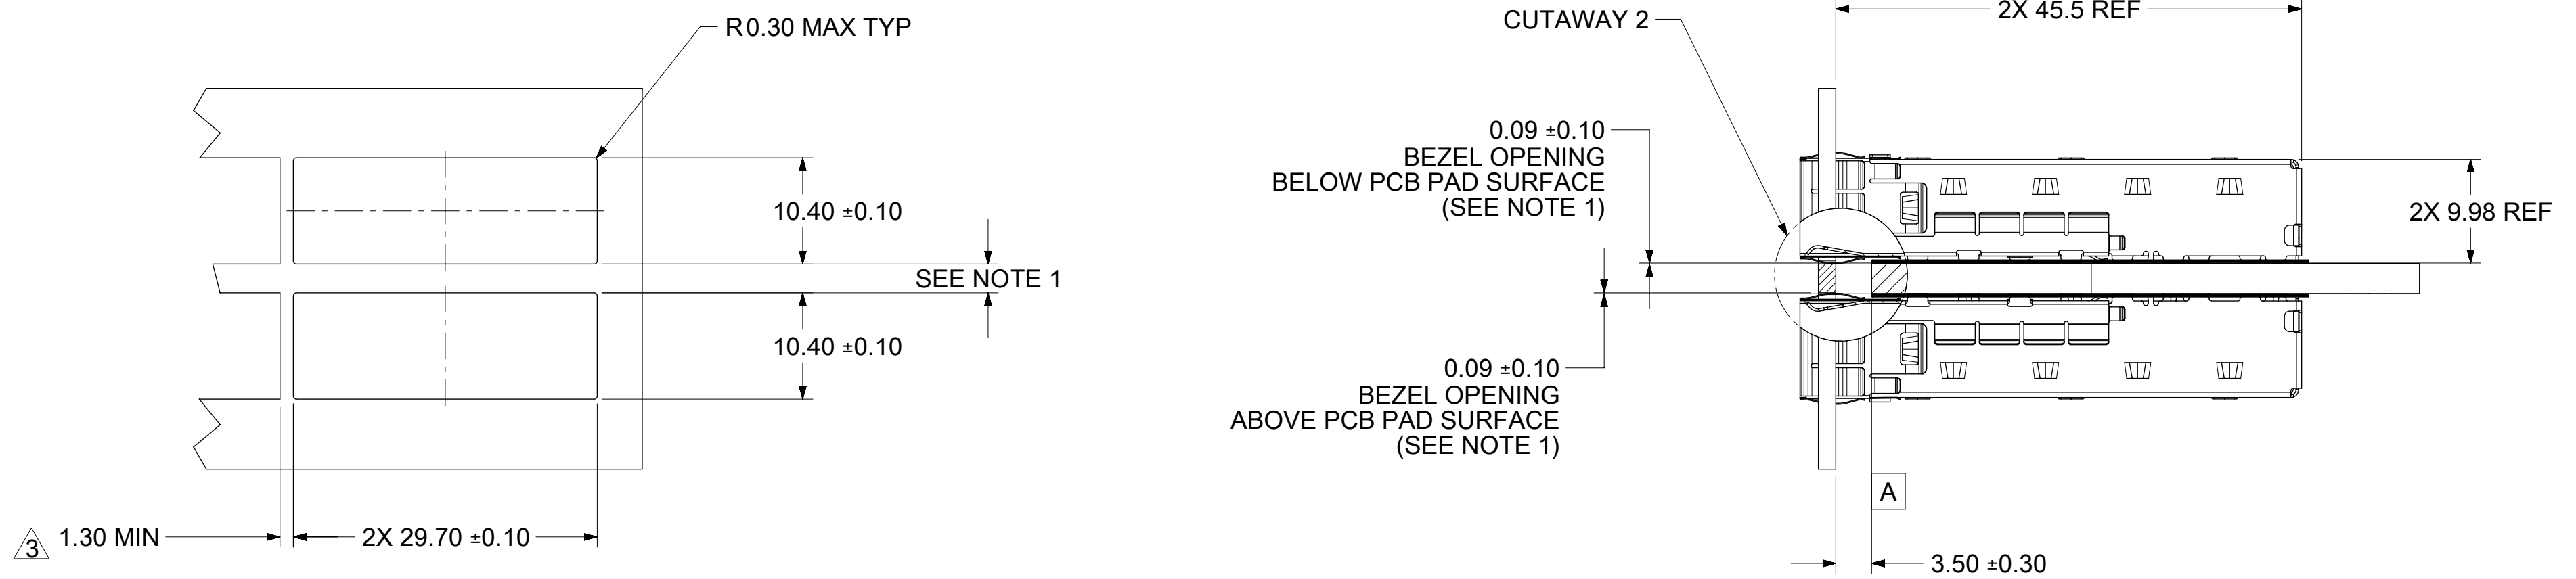 R0.30 MAX TYP
10.40 ±0.10
SEE NOTE 1
10.40 ±0.10
3 1.30 MIN
2X 29.70 ±0.10
CUTAWAY 2
2X 45.5 REF
0.09 ±0.10
BEZEL OPENING
BELOW PCB PAD SURFACE
(SEE NOTE 1)
2X 9.98 REF
0.09 ±0.10
BEZEL OPENING
ABOVE PCB PAD SURFACE
(SEE NOTE 1)
A
3.50 ±0.30